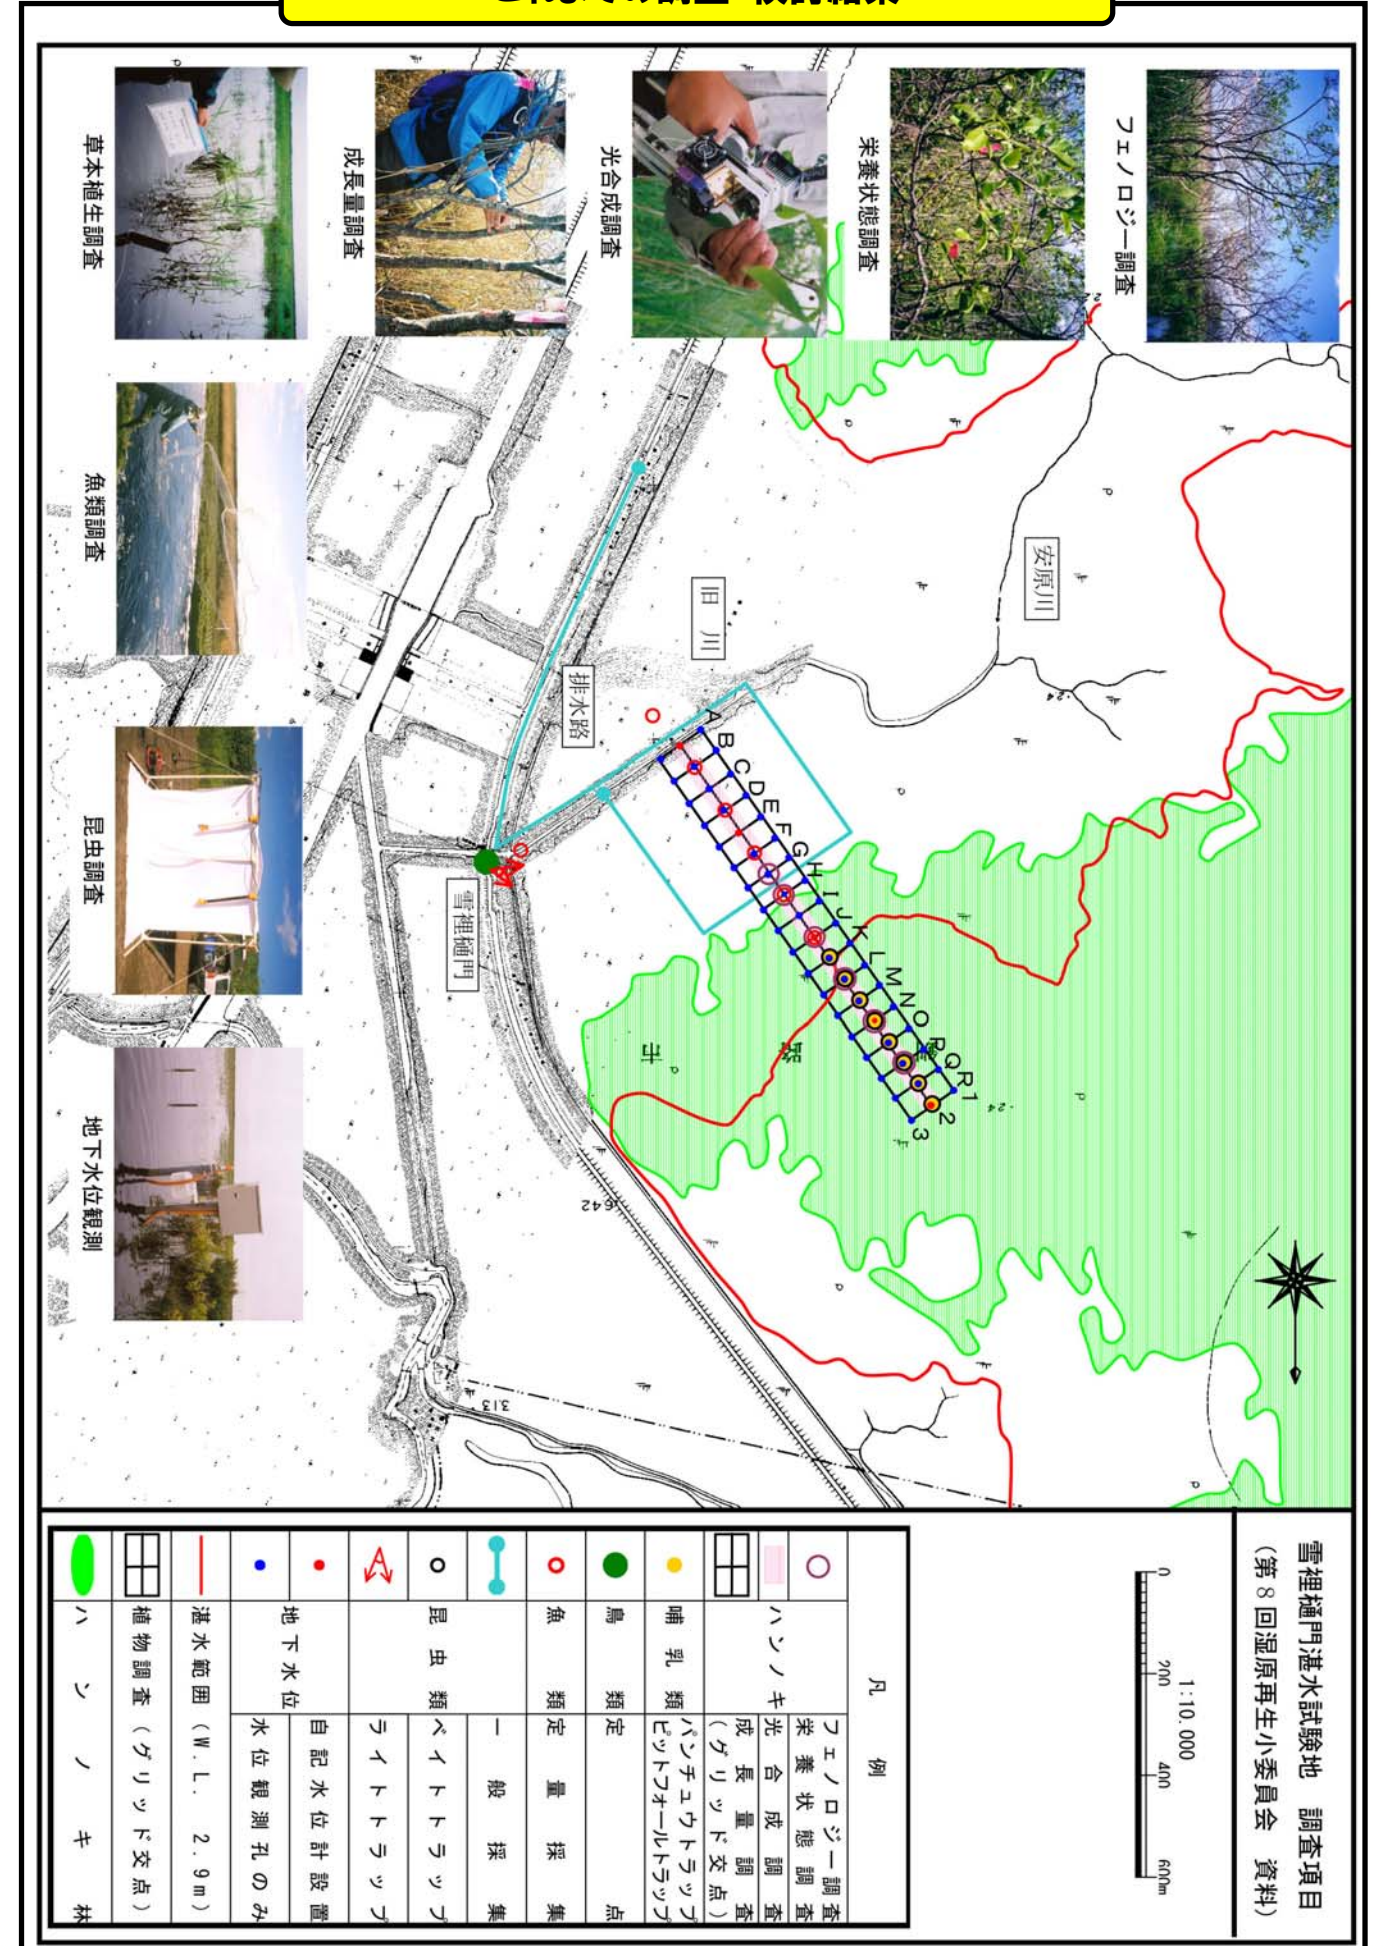 雪裡樋門湛水試験地 調査項目
(第8回湿原再生小委員会 資料)
1:10.000
0 200 400 600m
フェノロジー調査
栄養状態調査
光合成調査
成長量調査
草本植生調査
魚類調査
昆虫調査
地下水位観測
安原川
旧川
排水路
雪裡樋門
A B C D E F G H I J K L M N O P Q R
1
2
3
凡例
ハンノキ
フェノロジー調査
栄養状態調査
光合成調査
成長量調査
(グリッド交点)
哺乳類
パンチュウトラップ
ピットフォールトラップ
鳥類
定点
魚類
定量採集
一般採集
昆虫類
ベイトトラップ
ライトトラップ
地下水位
自記水位計設置
水位観測孔のみ
湛水範囲(W.L. 2.9m)
植物調査(グリッド交点)
ハンノキ林